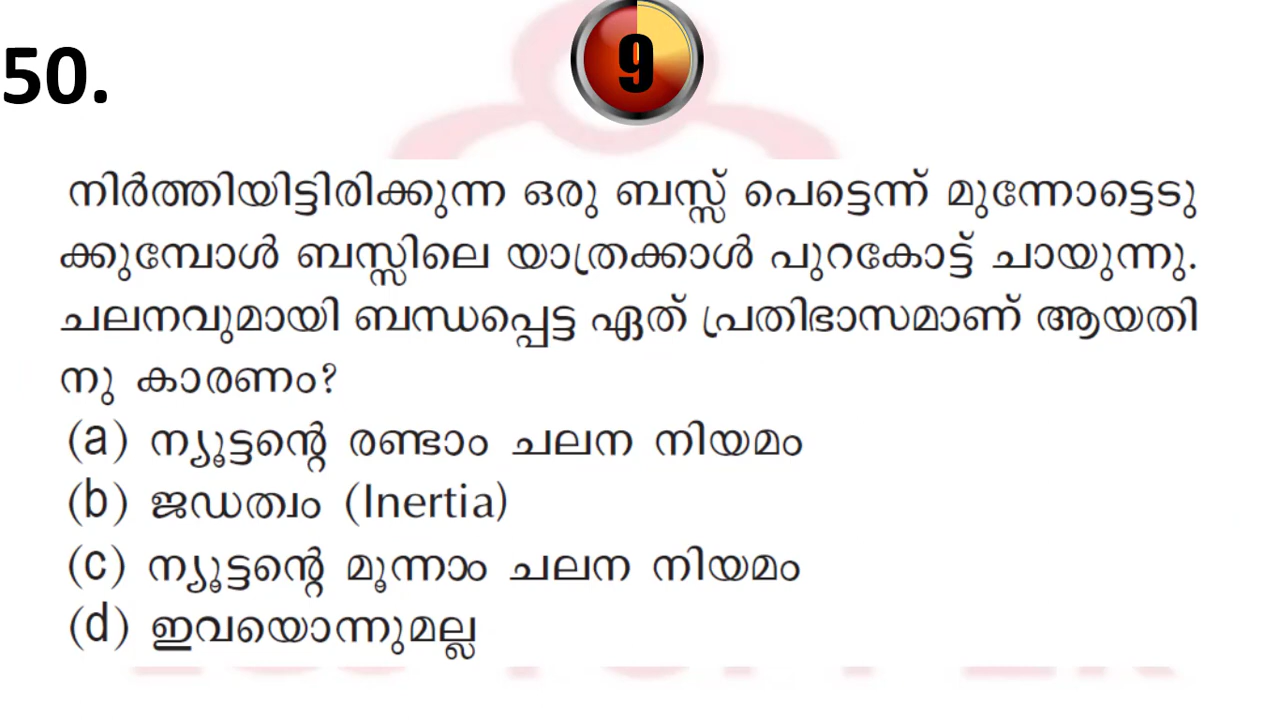 50.
9
നിർത്തിയിട്ടിരിക്കുന്ന ഒരു ബസ്സ് പെട്ടെന്ന് മുന്നോട്ടെടു
ക്കുമ്പോൾ ബസ്സിലെ യാത്രക്കാൾ പുറകോട്ട് ചായുന്നു.
ചലനവുമായി ബന്ധപ്പെട്ട ഏത് പ്രതിഭാസമാണ് ആയതി
നു കാരണം?
(a) ന്യൂട്ടന്റെ രണ്ടാം ചലന നിയമം
(b) ജഡത്വം (Inertia)
(c) ന്യൂട്ടന്റെ മൂന്നാം ചലന നിയമം
(d) ഇവയൊന്നുമല്ല